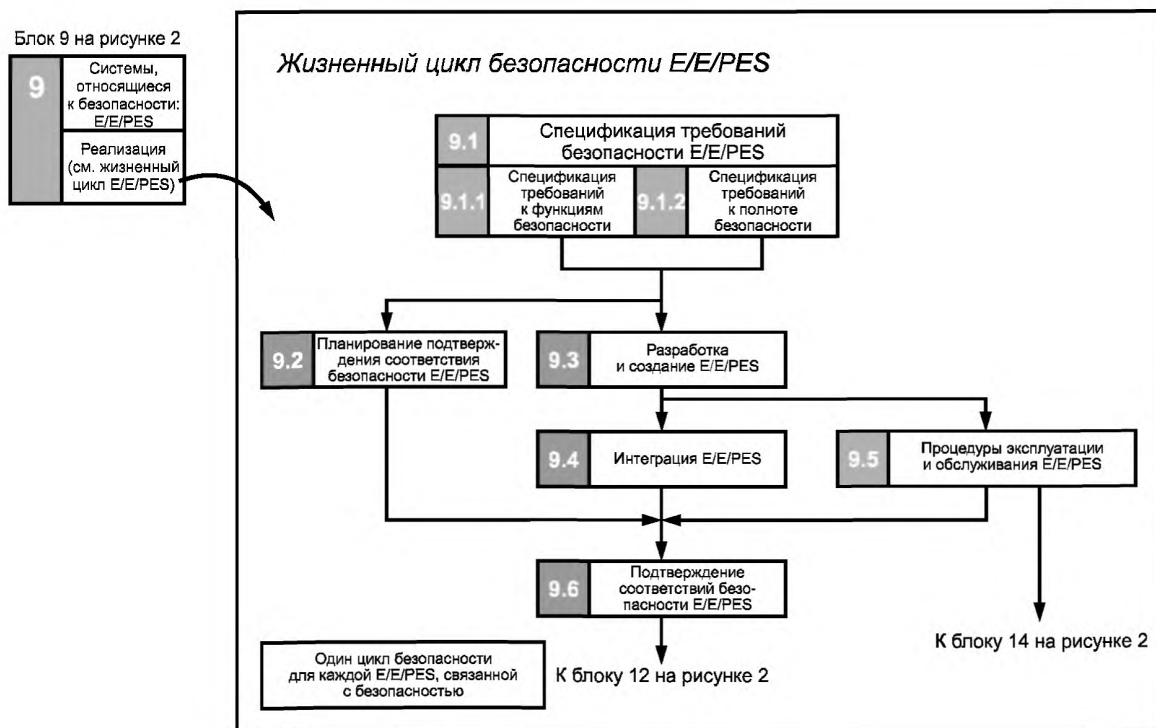 Блок 9 на рисунке 2
9
Системы,
относящиеся
к безопасности:
E/E/PES
Реализация
(см. жизненный
цикл E/E/PES)
Жизненный цикл безопасности E/E/PES
9.1
Спецификация требований
безопасности E/E/PES
9.1.1
Спецификация
требований
к функциям
безопасности
9.1.2
Спецификация
требований
к полноте
безопасности
9.2
Планирование подтверж-
дения соответствия
безопасности E/E/PES
9.3
Разработка
и создание E/E/PES
9.4
Интеграция E/E/PES
9.5
Процедуры эксплуатации
и обслуживания E/E/PES
9.6
Подтверждение
соответствий безо-
пасности E/E/PES
Один цикл безопасности
для каждой E/E/PES, связанной
с безопасностью
К блоку 12 на рисунке 2
К блоку 14 на рисунке 2